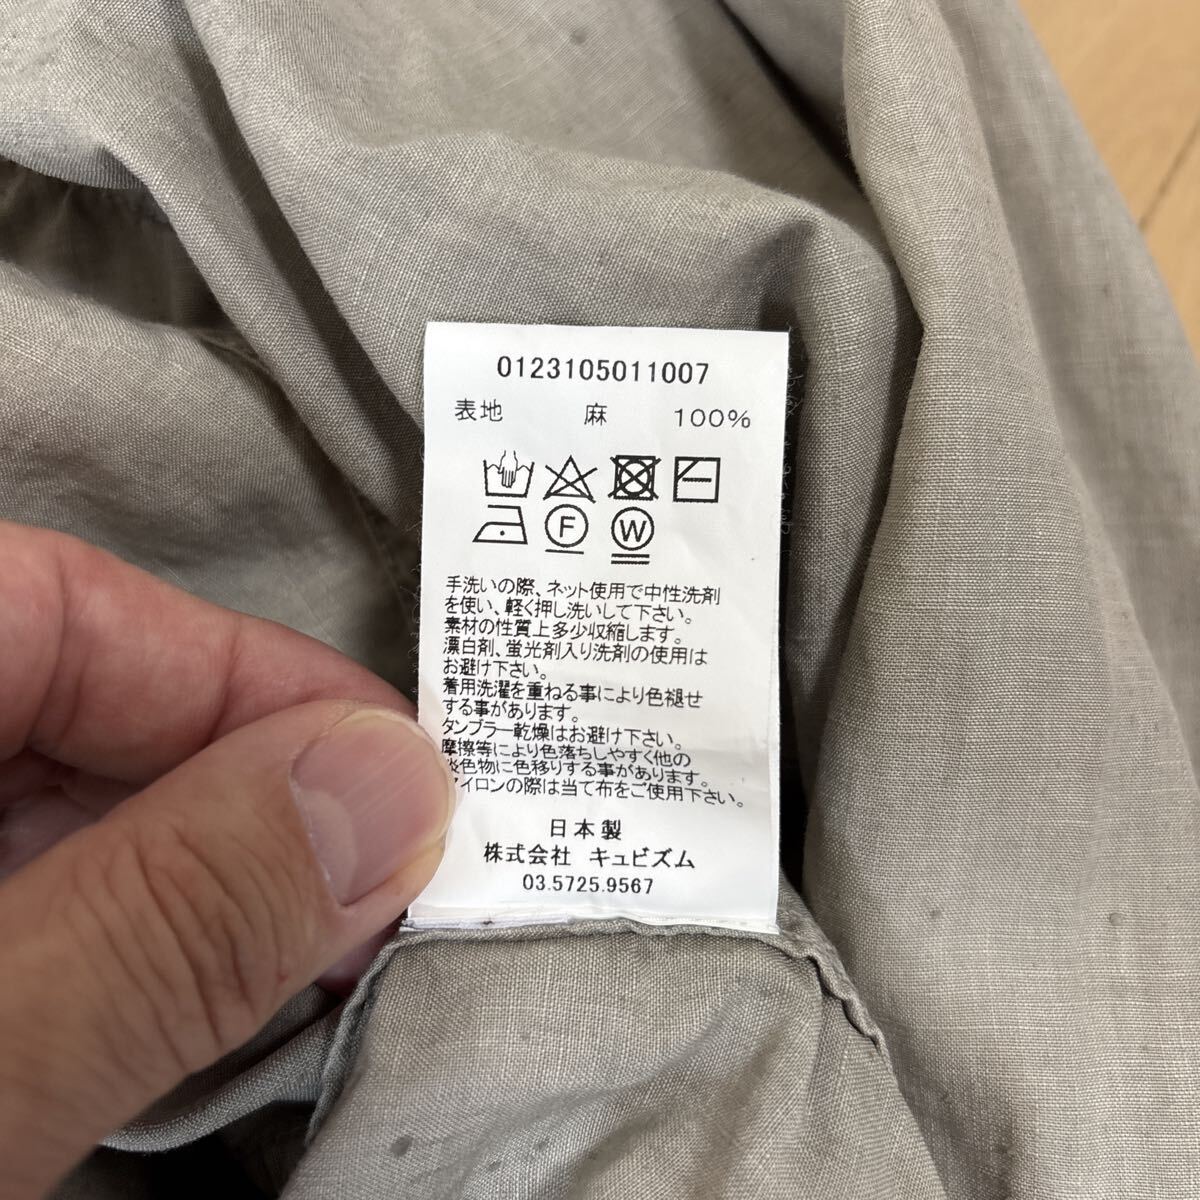 0123105011007
表地 麻 100%
F W
手洗いの際、ネット使用で中性洗剤
を使い、軽く押し洗いして下さい。
素材の性質上多少収縮します。
漂白剤、蛍光剤入り洗剤の使用は
お避け下さい。
着用洗濯を重ねる事により色褪せ
する事があります。
タンブラー乾燥はお避け下さい。
摩擦等により色落ちしやすく他の
淡色物に色移りする事があります。
アイロンの際は当て布をご使用下さい。
日本製
株式会社 キュビズム
03.5725.9567